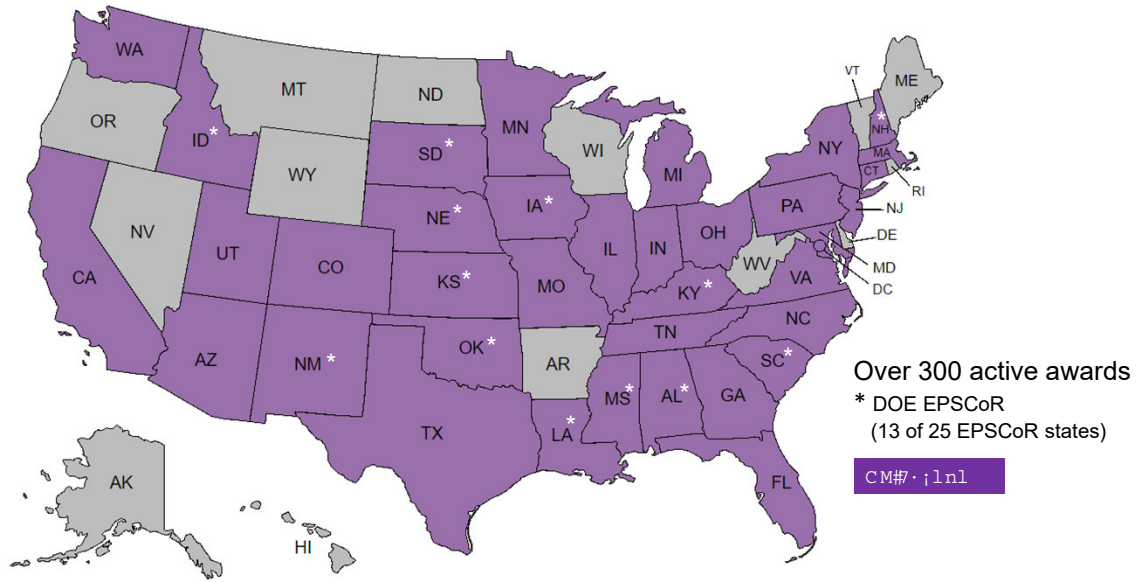 WA
MT
ND
MN
VT
ME
OR
ID*
SD*
WI
NY
NH*
MA
CT
RI
WY
MI
NE*
IA*
PA
NJ
NV
UT
CO
IL
IN
OH
DE
WV
MD
DC
CA
KS*
MO
KY*
VA
NC
TN
AZ
NM*
OK*
AR
SC*
MS*
AL*
GA
TX
LA*
FL
AK
HI
Over 300 active awards
* DOE EPSCoR
(13 of 25 EPSCoR states)
CM#7·¡lnl